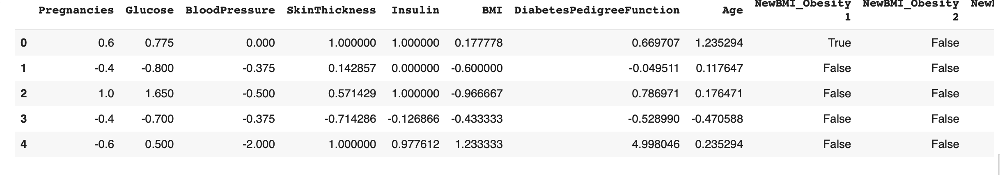 Pregnancies Glucose BloodPressure SkinThickness Insulin BMI DiabetesPedigreeFunction Age NewBMI_Obesity 1 NewBMI_Obesity 2
0 0.6 0.775 0.000 1.000000 1.000000 0.177778 0.669707 1.235294 True False
1 -0.4 -0.800 -0.375 0.142857 0.000000 -0.600000 -0.049511 0.117647 False False
2 1.0 1.650 -0.500 0.571429 1.000000 -0.966667 0.786971 0.176471 False False
3 -0.4 -0.700 -0.375 -0.714286 -0.126866 -0.433333 -0.528990 -0.470588 False False
4 -0.6 0.500 -2.000 1.000000 0.977612 1.233333 4.998046 0.235294 False False